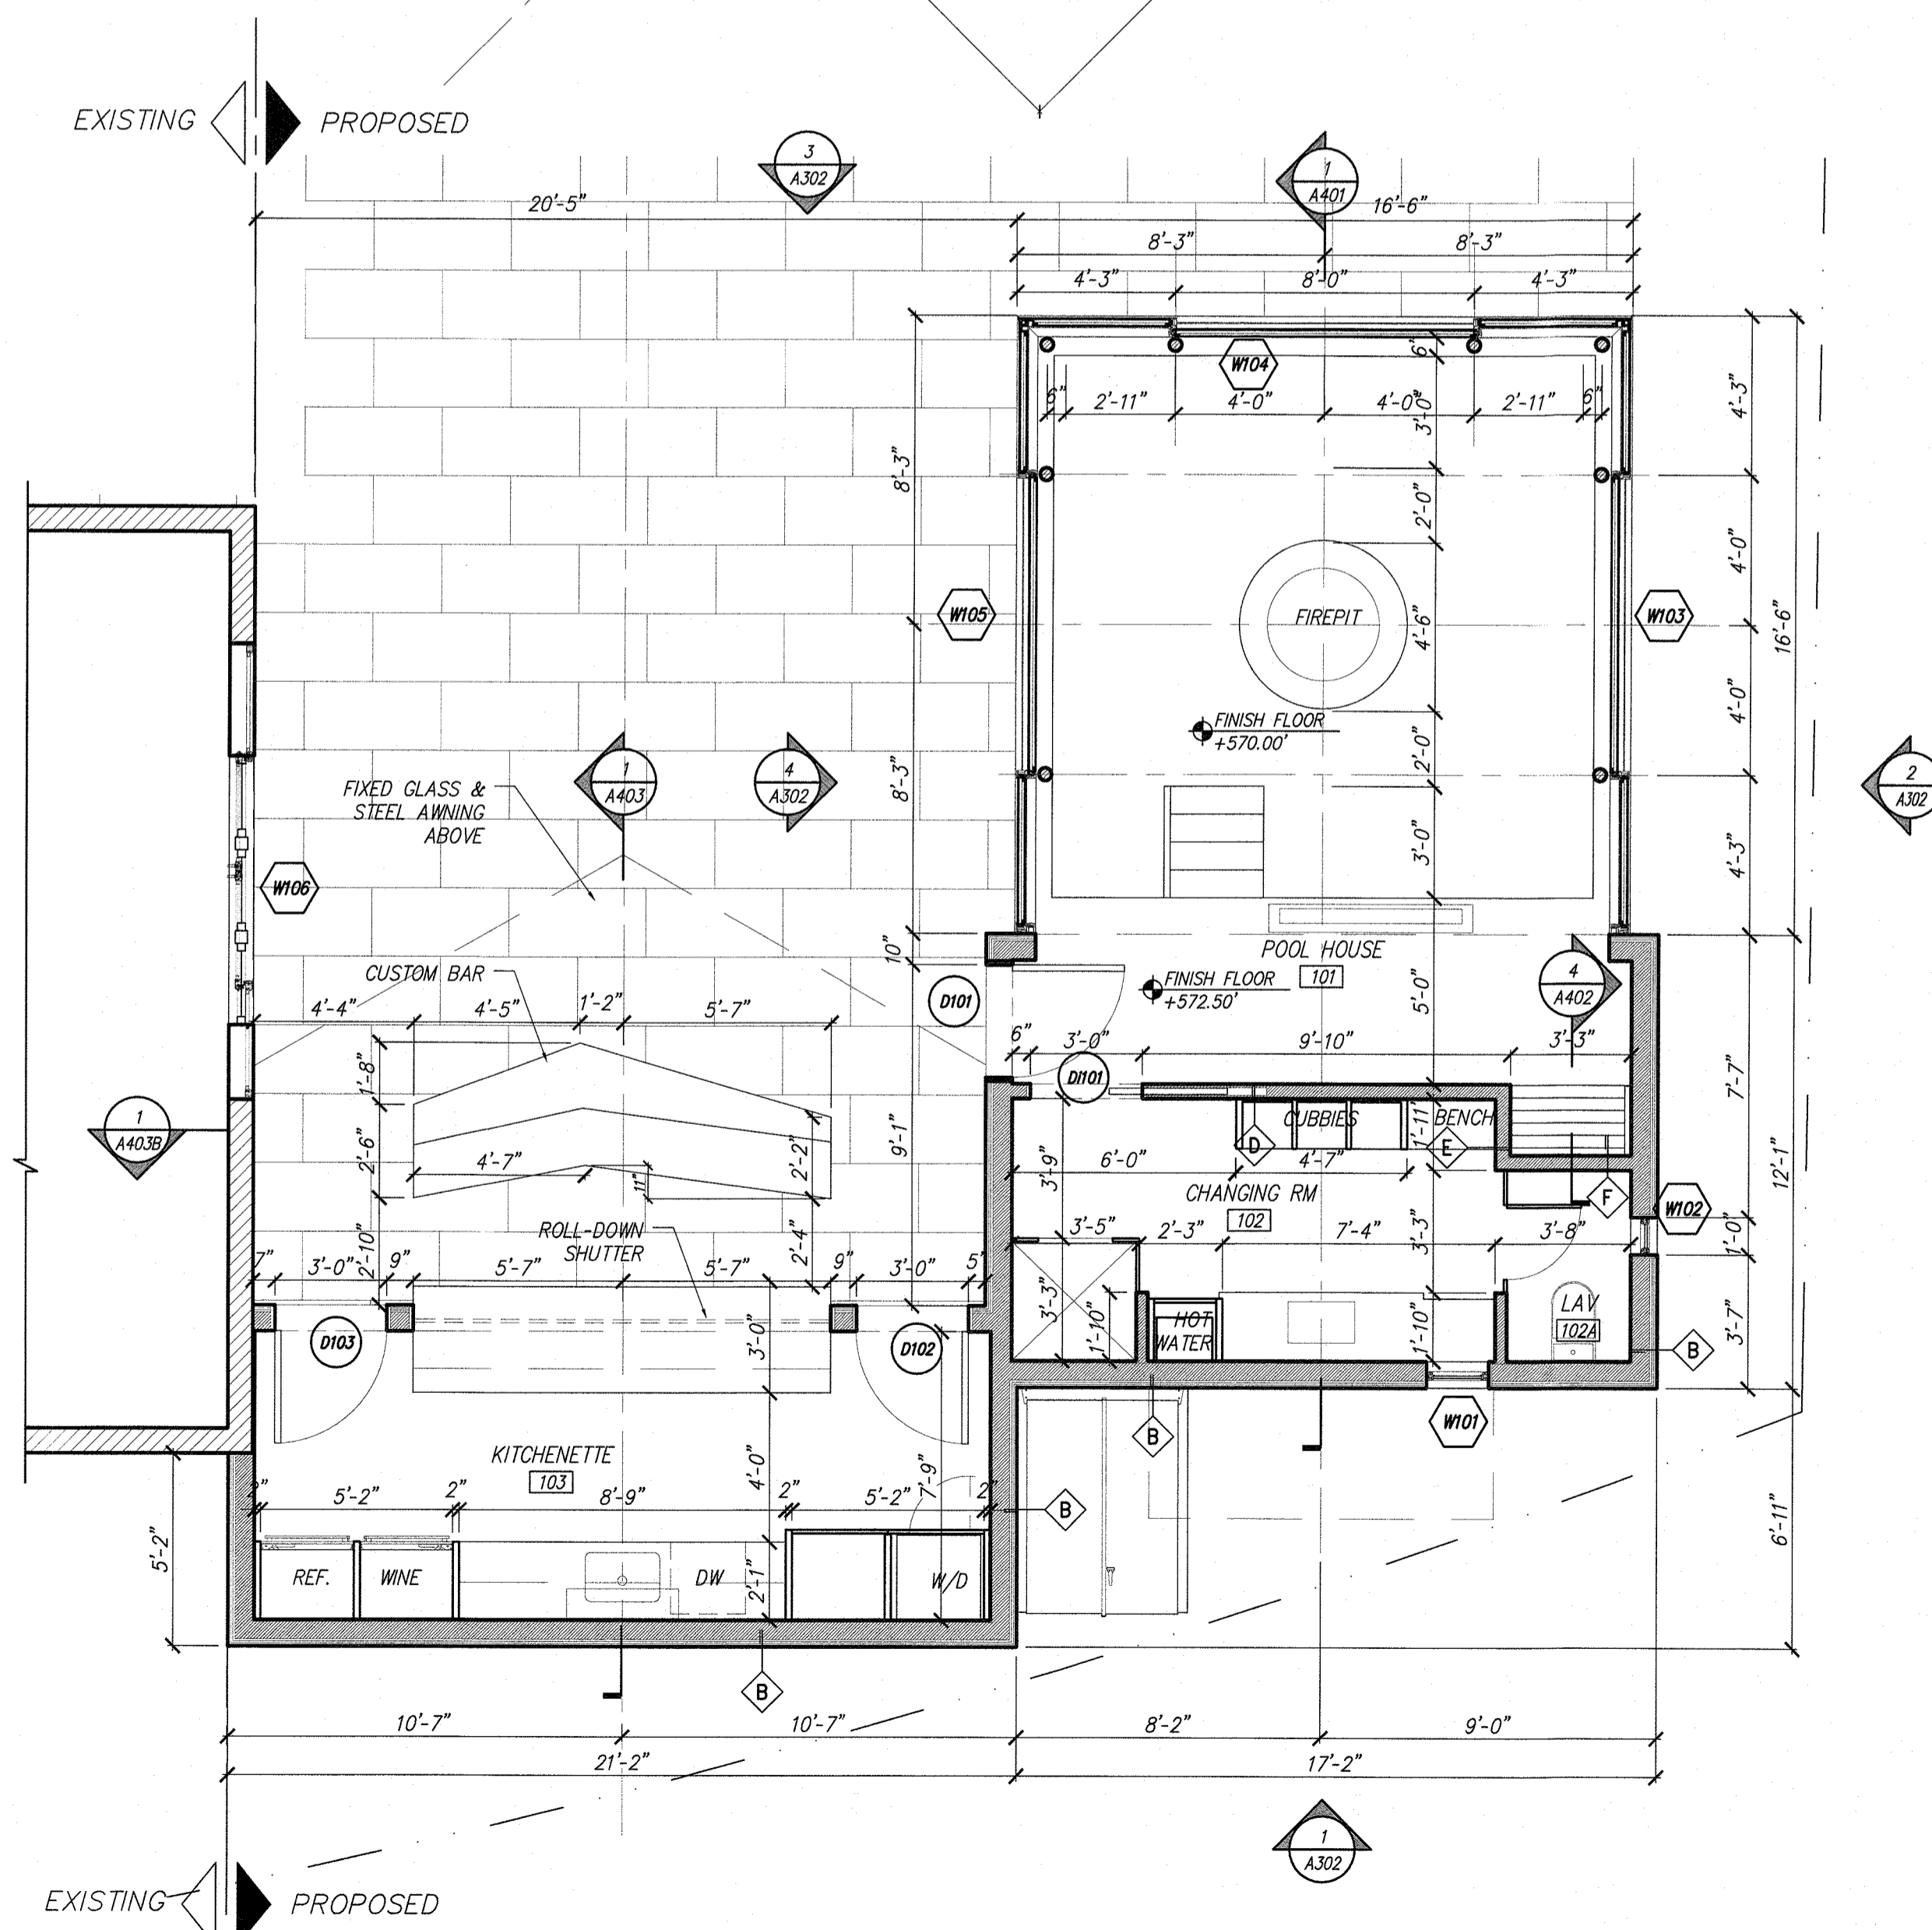 EXISTING PROPOSED
3
A302
1
A401
20'-5"
16'-6"
8'-3" 8'-3"
4'-3" 8'-0" 4'-3"
W104
6"
6" 2'-11" 4'-0" 4'-0" 2'-11" 6"
3'-0"
4'-3"
8'-3"
2'-0"
4'-0"
W105
FIREPIT
4'-6"
W103
16'-6"
FINISH FLOOR
+570.00'
4'-0"
2'-0"
1
A403
4
A302
2
A302
FIXED GLASS &
STEEL AWNING
ABOVE
8'-3"
3'-0"
4'-3"
W106
10"
POOL HOUSE
101
CUSTOM BAR
D101
FINISH FLOOR
+572.50'
5'-0"
4
A402
4'-4" 4'-5" 1'-2" 5'-7"
6" 3'-0" 9'-10" 3'-3"
DI101
1'-8"
7'-7"
1
A403B
CUBBIES
BENCH
1'-11"
D
E
9'-1"
2'-6"
4'-7"
11"
2'-2"
3'-9"
6'-0" 4'-7"
12'-1"
CHANGING RM
102
F
W102
ROLL-DOWN
SHUTTER
2'-10"
2'-4"
3'-5" 2'-3" 7'-4" 3'-8"
3'-3"
1'-0"
7" 3'-0" 9" 5'-7" 5'-7" 9" 3'-0" 5"
3'-3"
1'-10"
HOT
WATER
1'-10"
LAV
102A
3'-7"
D103
3'-0"
D102
B
B
W101
KITCHENETTE
103
4'-0"
7'-9"
2" 5'-2" 2" 8'-9" 2" 5'-2" 2"
B
5'-2"
6'-11"
REF.
WINE
DW
2'-1"
W/D
B
10'-7" 10'-7" 8'-2" 9'-0"
21'-2" 17'-2"
1
A302
EXISTING PROPOSED